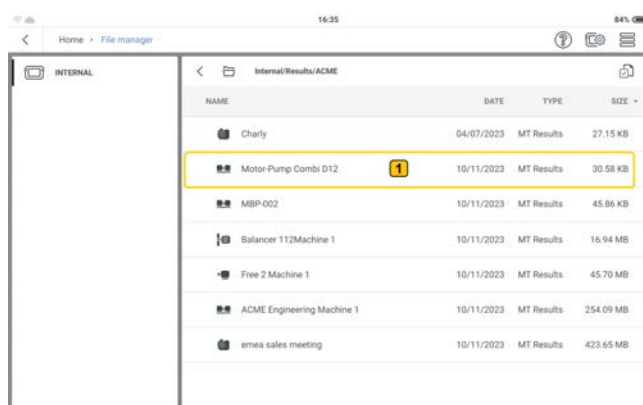 16:35
84%
Home • File manager
INTERNAL
Internal/Results/ACME
NAME DATE TYPE SIZE
Charly 04/07/2023 MT Results 27.15 KB
Motor-Pump Combi D12 1 10/11/2023 MT Results 30.58 KB
MBP-002 10/11/2023 MT Results 45.86 KB
Balancer 112Machine 1 10/11/2023 MT Results 16.94 MB
Free 2 Machine 1 10/11/2023 MT Results 45.70 MB
ACME Engineering Machine 1 10/11/2023 MT Results 254.09 MB
emea sales meeting 10/11/2023 MT Results 423.65 MB